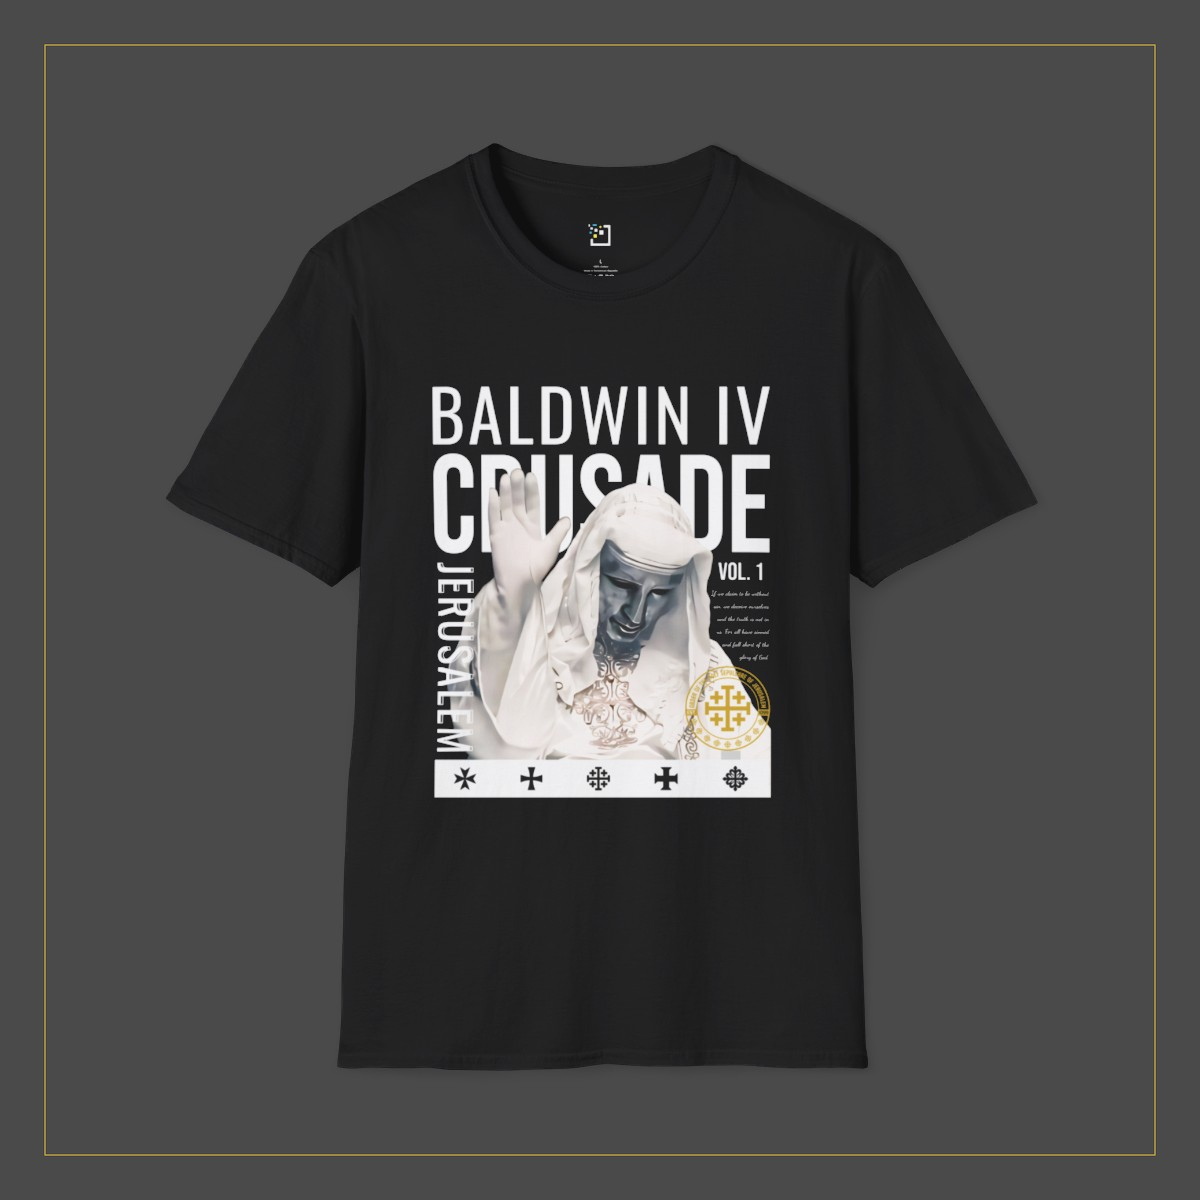 L
BALDWIN IV
CRUSADE
JERUSALEM
VOL. 1
If we claim to be without
sin, we deceive ourselves
and the truth is not in
us. For all have sinned
and fall short of the
glory of God.